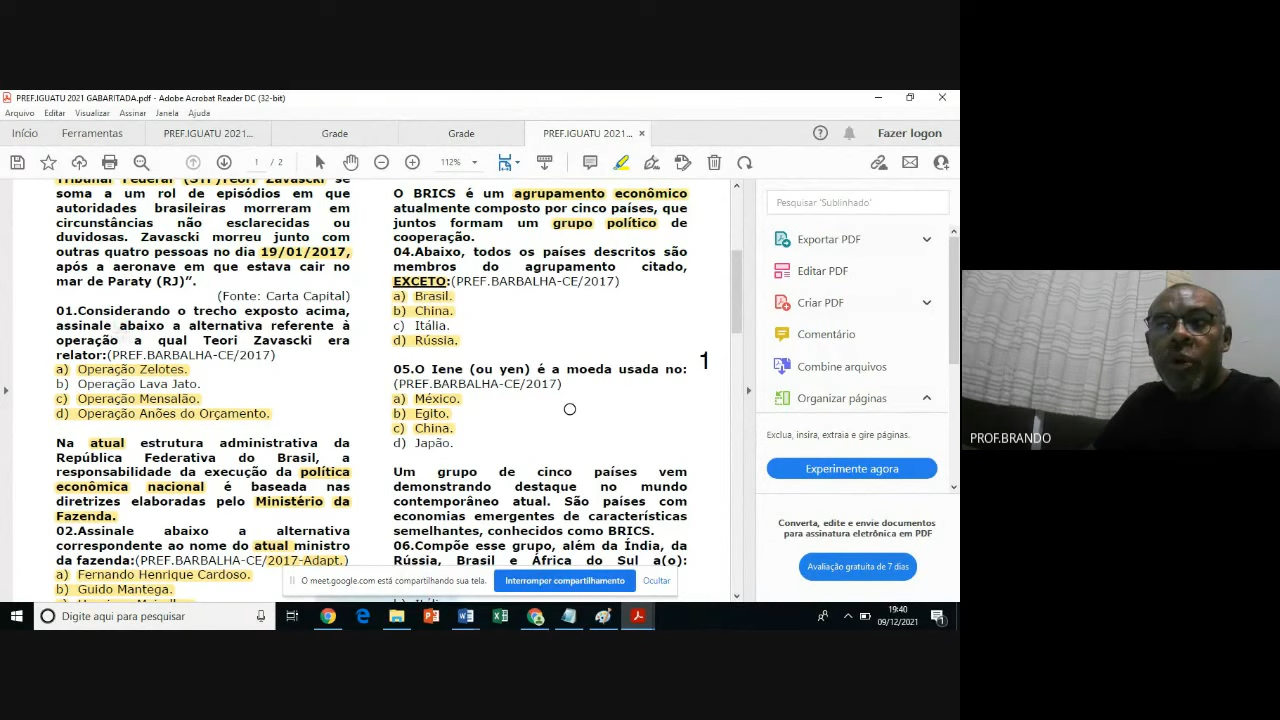 PREF.IGUATU 2021 GABARITADA.pdf - Adobe Acrobat Reader DC (32-bit)
Arquivo Editar Visualizar Assinar Janela Ajuda
Início Ferramentas PREF.IGUATU 2021... Grade Grade PREF.IGUATU 2021... × Fazer logon
1 / 2 112%
Tribunal Federal (STF)Teori Zavascki se
soma a um rol de episódios em que
autoridades brasileiras morreram em
circunstâncias não esclarecidas ou
duvidosas. Zavascki morreu junto com
outras quatro pessoas no dia 19/01/2017,
após a aeronave em que estava cair no
mar de Paraty (RJ)”.
(Fonte: Carta Capital)
01.Considerando o trecho exposto acima,
assinale abaixo a alternativa referente à
operação a qual Teori Zavascki era
relator:(PREF.BARBALHA-CE/2017)
a) Operação Zelotes.
b) Operação Lava Jato.
c) Operação Mensalão.
d) Operação Anões do Orçamento.
Na atual estrutura administrativa da
República Federativa do Brasil, a
responsabilidade da execução da política
econômica nacional é baseada nas
diretrizes elaboradas pelo Ministério da
Fazenda.
02.Assinale abaixo a alternativa
correspondente ao nome do atual ministro
da fazenda:(PREF.BARBALHA-CE/2017-Adapt.)
a) Fernando Henrique Cardoso.
b) Guido Mantega.
O BRICS é um agrupamento econômico
atualmente composto por cinco países, que
juntos formam um grupo político de
cooperação.
04.Abaixo, todos os países descritos são
membros do agrupamento citado,
EXCETO:(PREF.BARBALHA-CE/2017)
a) Brasil.
b) China.
c) Itália.
d) Rússia.
05.O Iene (ou yen) é a moeda usada no:
(PREF.BARBALHA-CE/2017)
a) México.
b) Egito.
c) China.
d) Japão.
Um grupo de cinco países vem
demonstrando destaque no mundo
contemporâneo atual. São países com
economias emergentes de características
semelhantes, conhecidos como BRICS.
06.Compõe esse grupo, além da Índia, da
Rússia, Brasil e África do Sul a(o):
1
Pesquisar 'Sublinhado'
Exportar PDF
Editar PDF
Criar PDF
Comentário
Combine arquivos
Organizar páginas
Exclua, insira, extraia e gire páginas.
Experimente agora
Converta, edite e envie documentos
para assinatura eletrônica em PDF
Avaliação gratuita de 7 dias
O meet.google.com está compartilhando sua tela. Interromper compartilhamento Ocultar
Digite aqui para pesquisar
19:40
09/12/2021
PROF.BRANDO